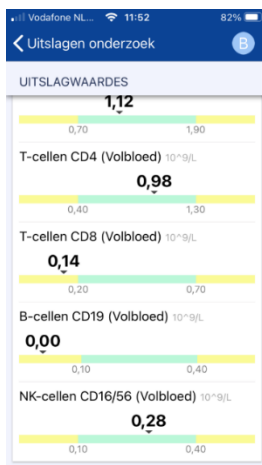 Vodafone NL... 11:52 82%
Uitslagen onderzoek B
UITSLAGWAARDES
1,12
0,70 1,90
T-cellen CD4 (Volbloed) 10^9/L
0,98
0,40 1,30
T-cellen CD8 (Volbloed) 10^9/L
0,14
0,20 0,70
B-cellen CD19 (Volbloed) 10^9/L
0,00
0,10 0,40
NK-cellen CD16/56 (Volbloed) 10^9/L
0,28
0,10 0,40